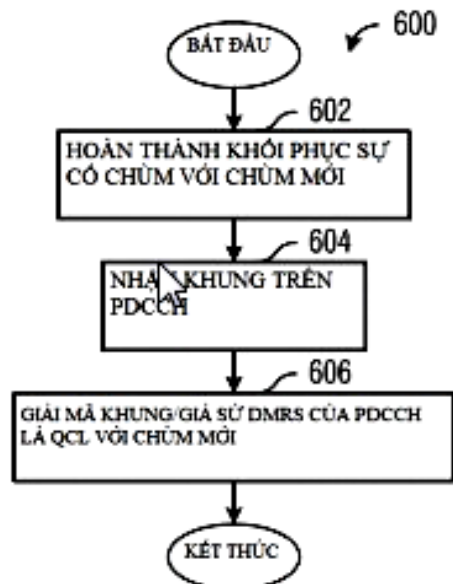 BẮT ĐẦU
600
602
HOÀN THÀNH KHÔI PHỤC SỰ
CỐ CHÙM VỚI CHÙM MỚI
604
KHUNG TRÊN
PDCCH
606
GIẢI MÃ KHUNG/GIẢ SỬ DMRS CỦA PDCCH
LÀ QCL VỚI CHÙM MỚI
KẾT THÚC